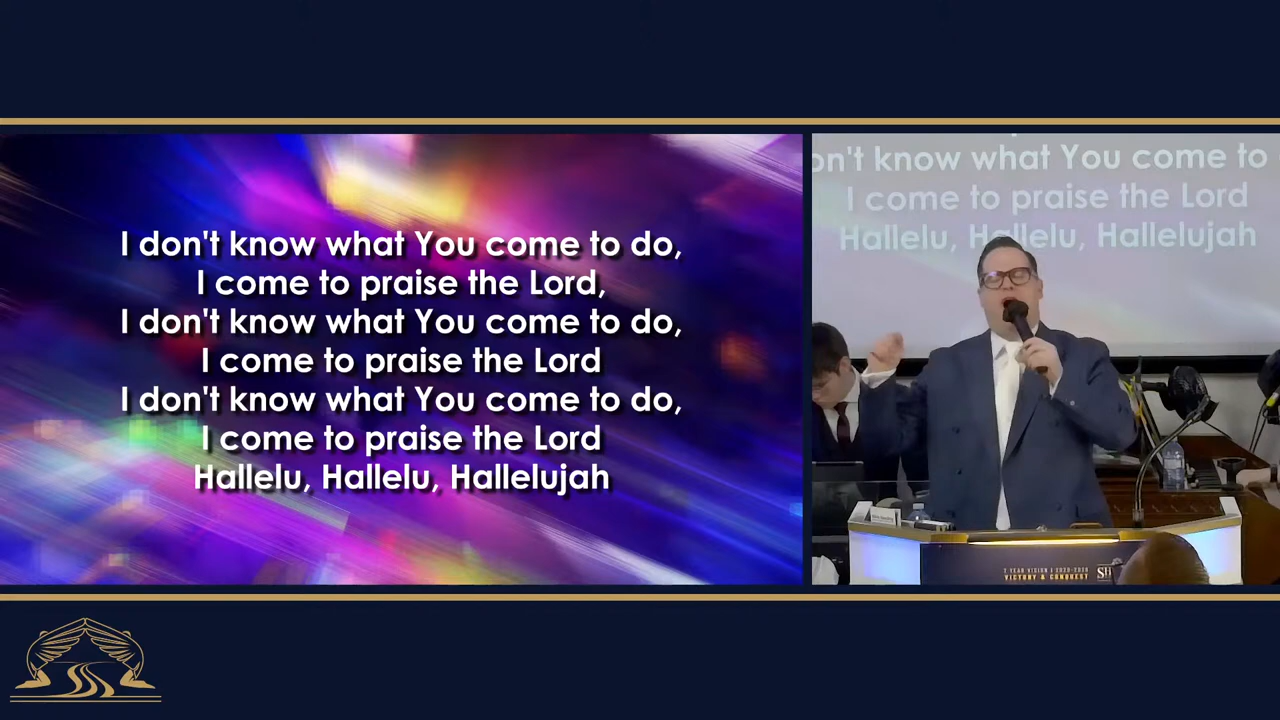 I don't know what You come to do,
I come to praise the Lord,
I don't know what You come to do,
I come to praise the Lord
I don't know what You come to do,
I come to praise the Lord
Hallelu, Hallelu, Hallelujah
on't know what You come to
I come to praise the Lord
Hallelu, Hallelu, Hallelujah
VICTORY & CONQUEST
SH